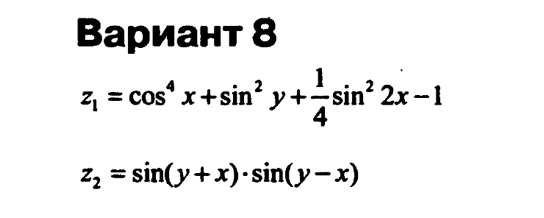 Вариант 8
z₁ = cos⁴ x + sin² y + 1/4 sin² 2x − 1
z₂ = sin(y + x) · sin(y − x)